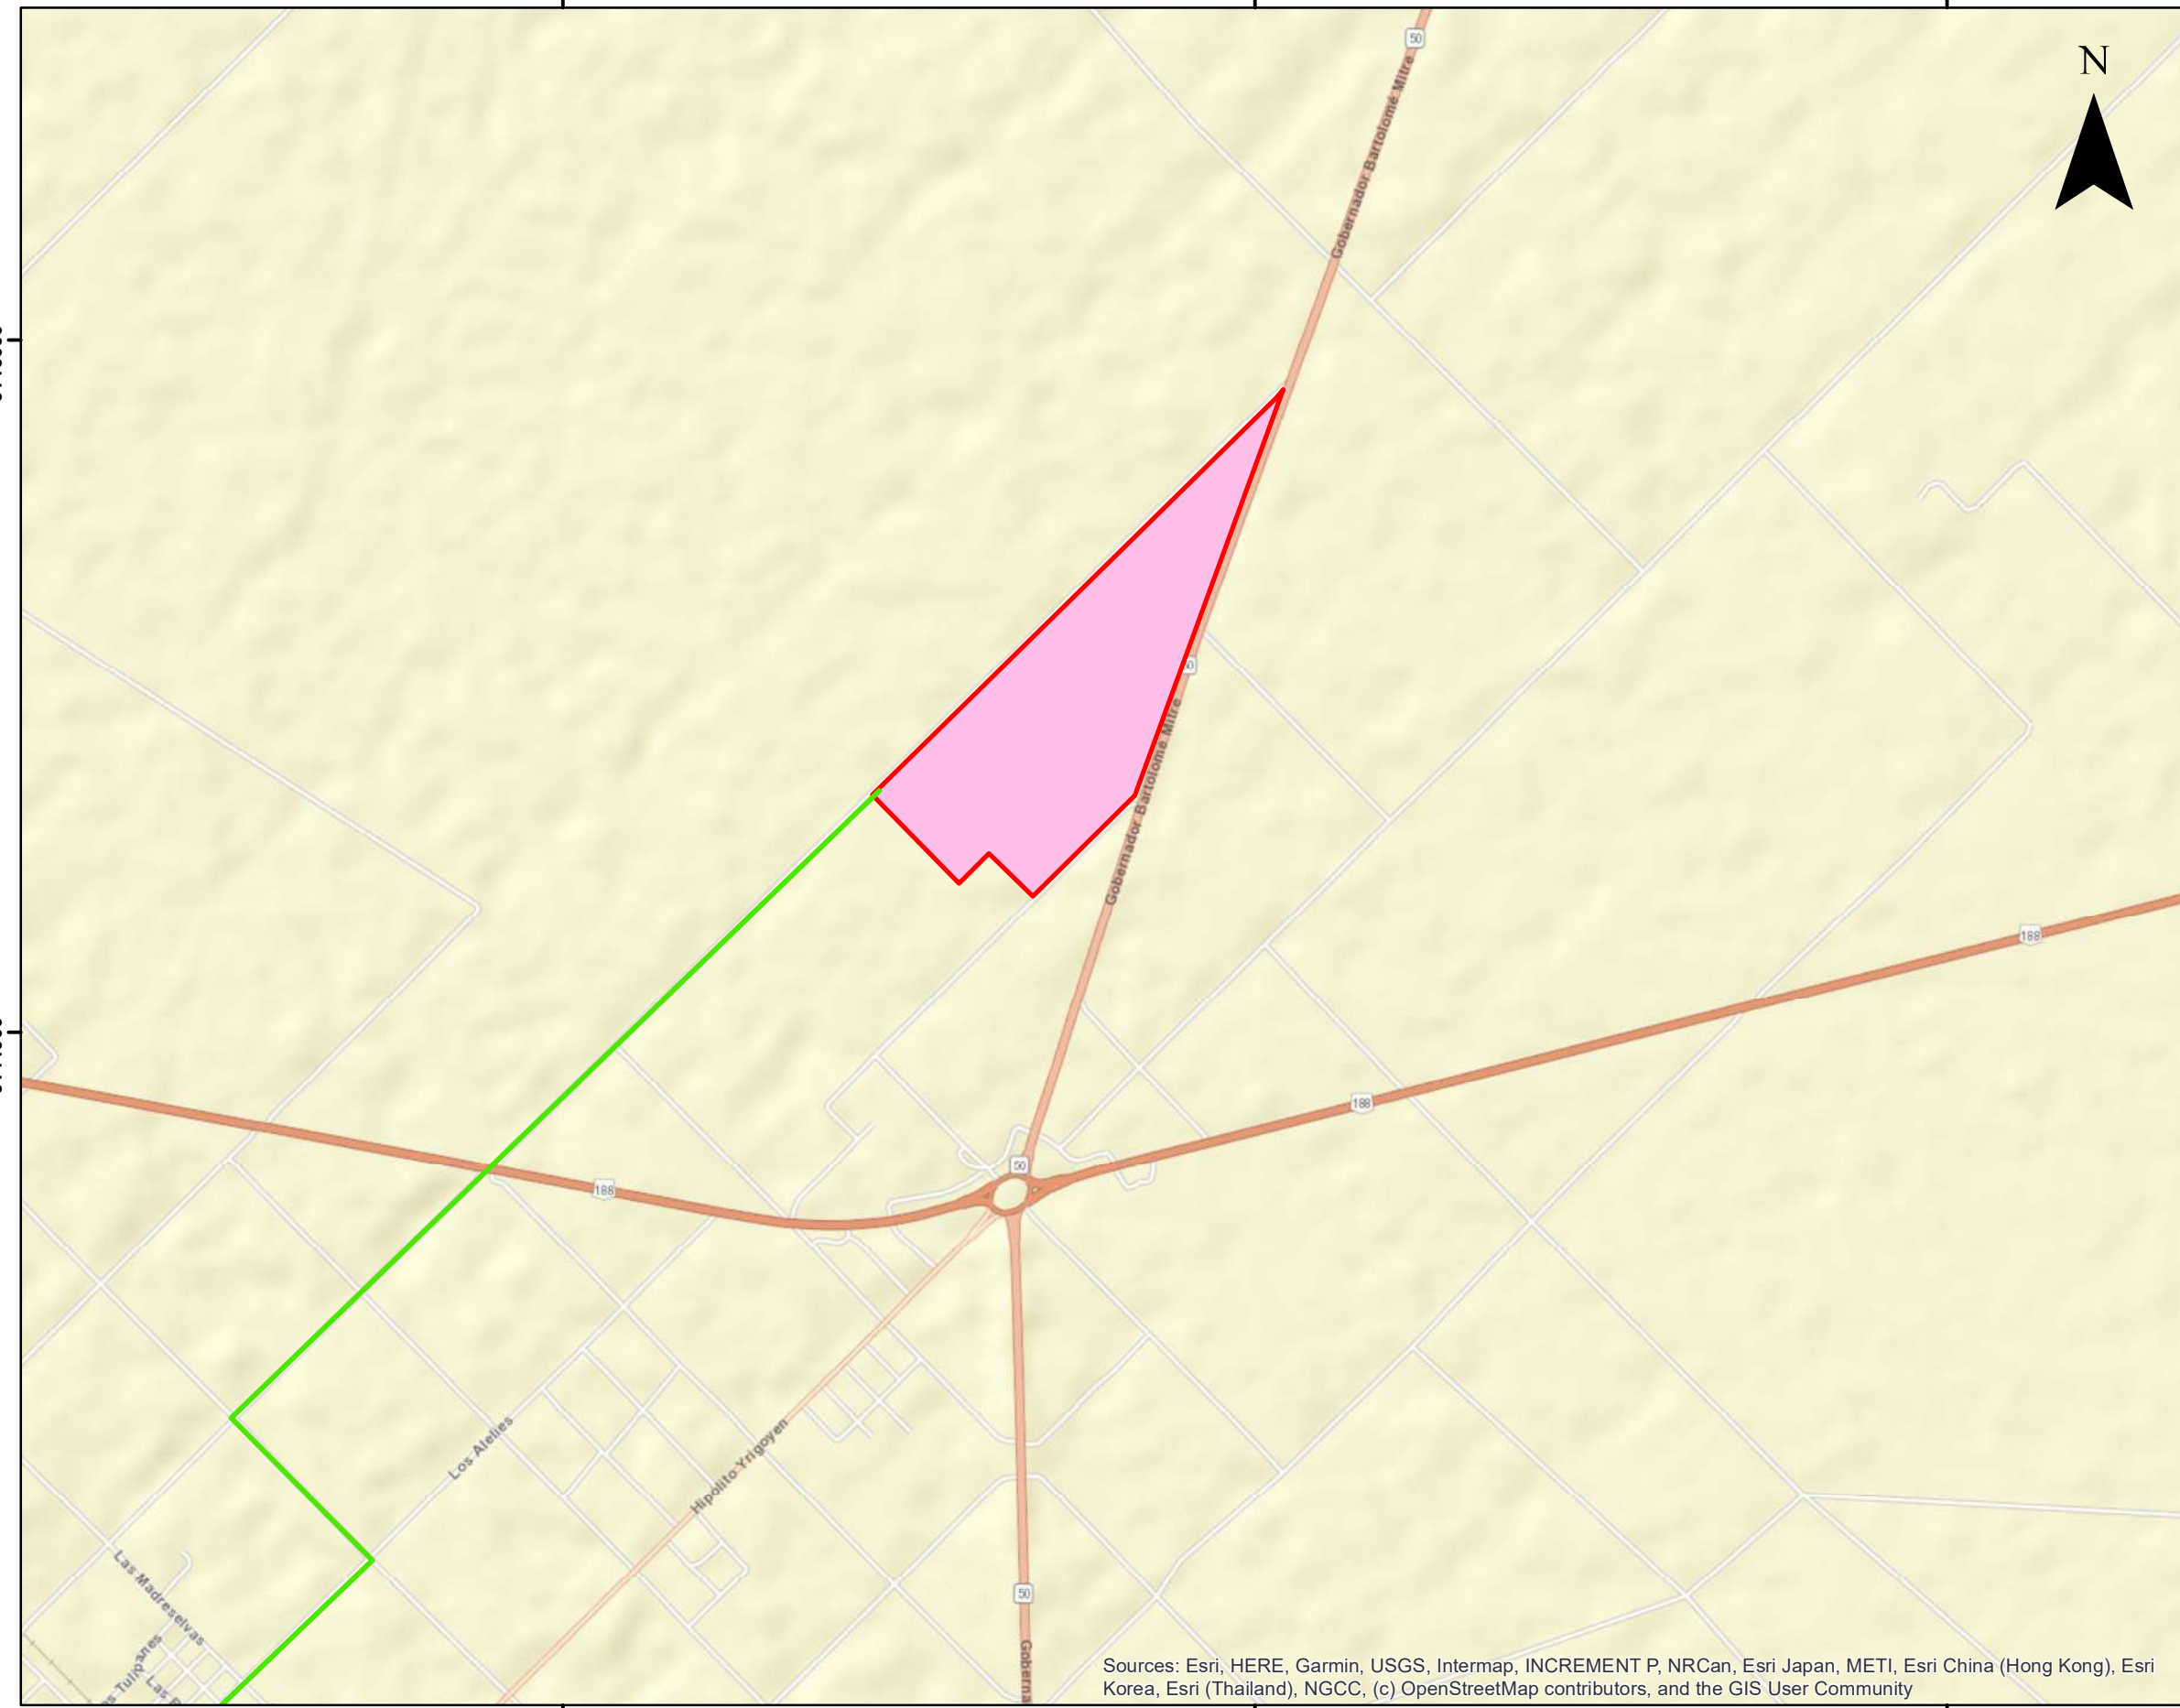 50
N
Gobernador Bartolomé Mitre
Gobernador Bartolomé Mitre
188
188
50
188
Los Alelíes
Hipólito Yrigoyen
Las Madreselvas
50
Sources: Esri, HERE, Garmin, USGS, Intermap, INCREMENT P, NRCan, Esri Japan, METI, Esri China (Hong Kong), Esri
Korea, Esri (Thailand), NGCC, (c) OpenStreetMap contributors, and the GIS User Community